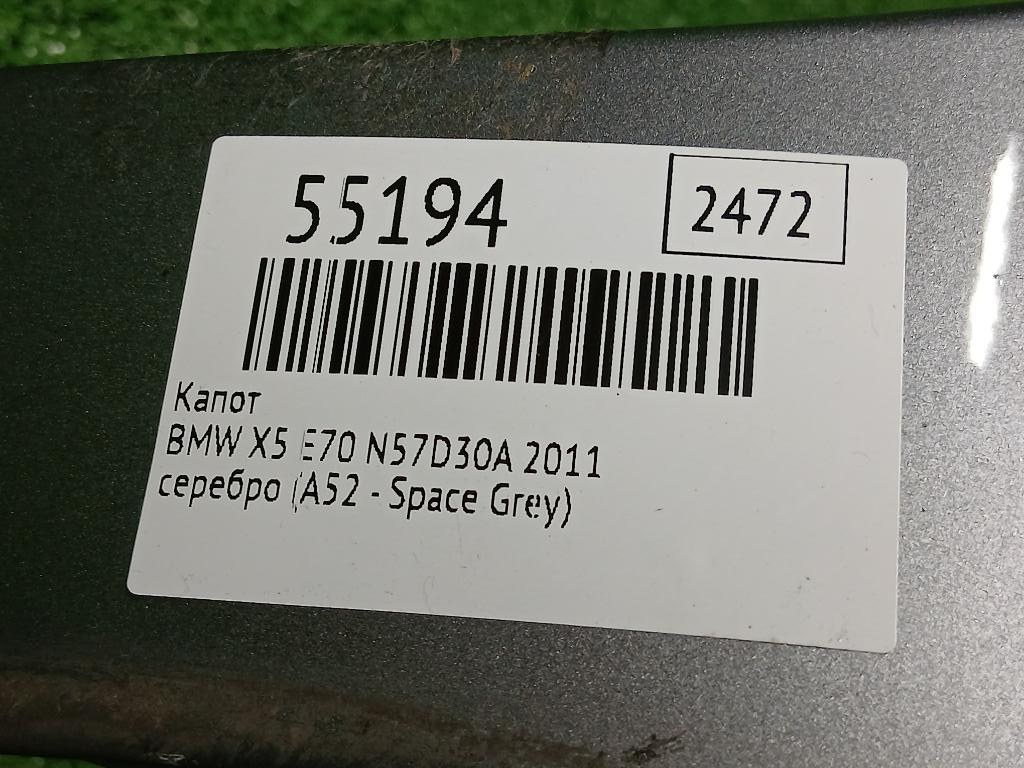 55194
2472
Капот
BMW X5 E70 N57D30A 2011
серебро (A52 - Space Grey)